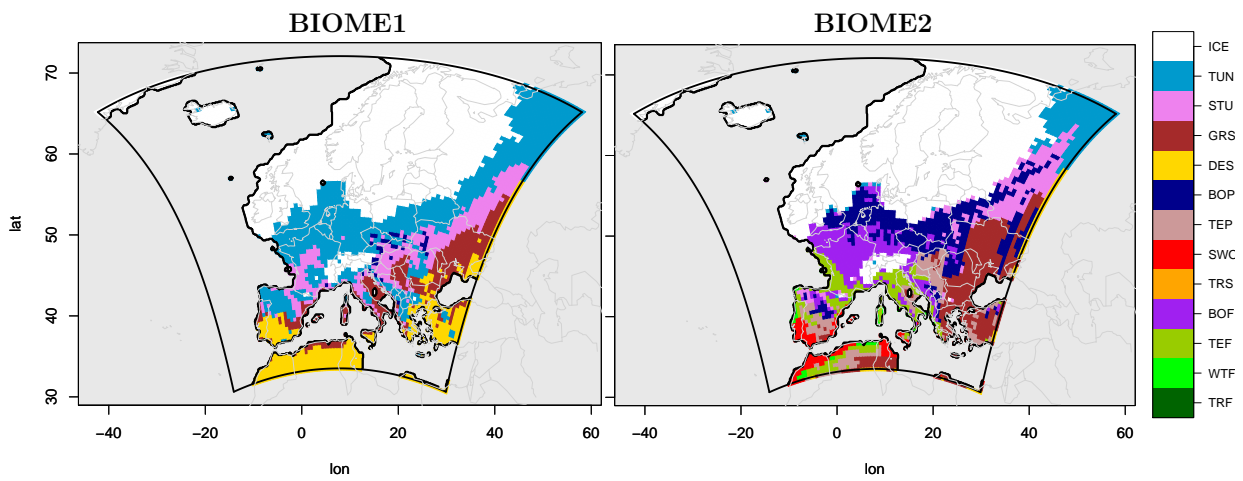 BIOME1
BIOME2
70
60
50
40
30
lat
−40
−20
0
20
40
60
lon
−40
−20
0
20
40
60
lon
ICE
TUN
STU
GRS
DES
BOP
TEP
SWO
TRS
BOF
TEF
WTF
TRF